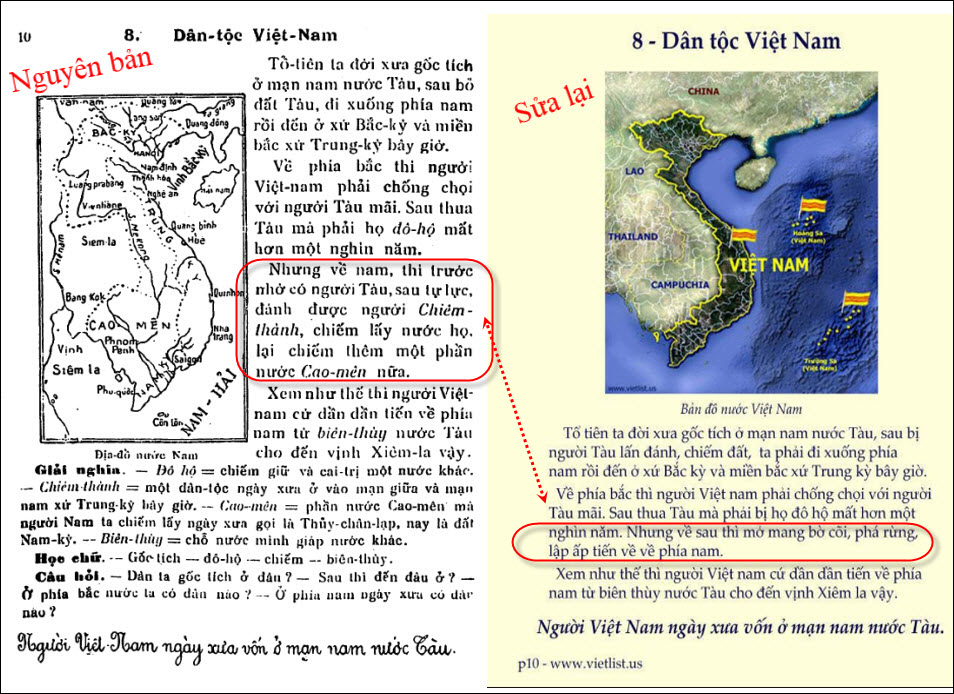 10
8. Dân-tộc Việt-Nam
Nguyên bản
Tổ-tiên ta đời xưa gốc tích
ở mạn nam nước Tàu, sau bỏ
đất Tàu, đi xuống phía nam
rồi đến ở xứ Bắc-kỳ và miền
bắc xứ Trung-kỳ bây giờ.
Về phía bắc thì người
Việt-nam phải chống chọi
với người Tàu mãi. Sau thua
Tàu mà phải họ đô-hộ mất
hơn một nghìn năm.
Nhưng về nam, thì trước
nhờ có người Tàu, sau tự lực,
đánh được người Chiêm-
thành, chiếm lấy nước họ,
lại chiếm thêm một phần
nước Cao-mên nữa.
Xem như thế thì người Việt-
nam cứ dần dần tiến về phía
nam từ biên-thùy nước Tàu
cho đến vịnh Xiêm-la vậy.
Vân-nam
Quảng Tây
Lạng sơn
Quảng đông
BẮC-KỲ
HANOI
Nam định
Thanh hóa
Vịnh Bắc Kỳ
Hải nam
Luang prabang
Nghệ an
Vien hiane
TRUNG
KỲ
S. Mekong
S. Ménam
Quảng bình
Huế
Siêm-la
Bang Kok
Quinhơn
CAO MÊN
Nha trang
Phnom Penh
Vịnh
Siêm la
Saigon
NAM KỲ
Phu-quốc
Côn lôn
NAM-HẢI
Địa-đồ nước Nam
Giải nghĩa. — Đô hộ = chiếm giữ và cai-trị một nước khác.
— Chiêm-thành = một dân-tộc ngày xưa ở vào mạn giữa và mạn
nam xứ Trung-kỳ bây giờ. — Cao-mên = phần nước Cao-mên mà
người Nam ta chiếm lấy ngày xưa gọi là Thủy-chân-lạp, nay là đất
Nam-kỳ. — Biên-thùy = chỗ nước mình giáp nước khác.
Học chữ. — Gốc tích — đô-hộ — chiếm — biên-thùy.
Câu hỏi. — Dân ta gốc tích ở đâu ? — Sau thì đến đâu ở ? —
Ở phía bắc nước ta có dân nào ? — Ở phía nam ngày xưa có dân
nào ?
Người Việt-Nam ngày xưa vốn ở mạn nam nước Tàu.
8 - Dân tộc Việt Nam
Sửa lại
CHINA
LAO
THAILAND
CAMPUCHIA
VIỆT NAM
Hoàng Sa
(Việt Nam)
Trường Sa
(Việt Nam)
www.vietlist.us
Bản đồ nước Việt Nam
Tổ tiên ta đời xưa gốc tích ở mạn nam nước Tàu, sau bị
người Tàu lấn đánh, chiếm đất, ta phải đi xuống phía
nam rồi đến ở xứ Bắc kỳ và miền bắc xứ Trung kỳ bây giờ.
Về phía bắc thì người Việt nam phải chống chọi với người
Tàu mãi. Sau thua Tàu mà phải bị họ đô hộ mất hơn một
nghìn năm. Nhưng về sau thì mở mang bờ cõi, phá rừng,
lập ấp tiến về về phía nam.
Xem như thế thì người Việt nam cứ dần dần tiến về phía
nam từ biên thùy nước Tàu cho đến vịnh Xiêm la vậy.
Người Việt Nam ngày xưa vốn ở mạn nam nước Tàu.
p10 - www.vietlist.us